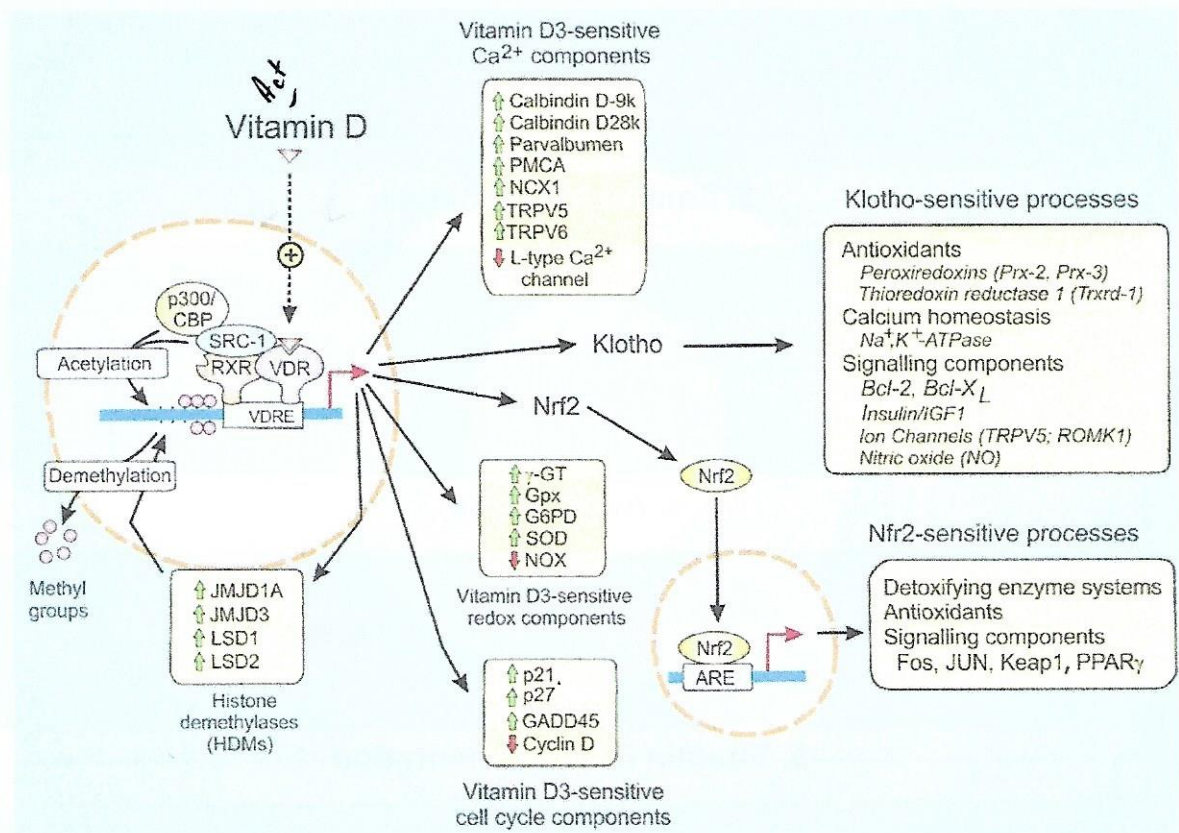 Vitamin D3-sensitive
Ca2+ components
Calbindin D-9k
Calbindin D28k
Parvalbumen
PMCA
NCX1
TRPV5
TRPV6
L-type Ca2+
channel
Act,
Vitamin D
+
p300/
CBP
SRC-1
RXR
VDR
Acetylation
VDRE
Demethylation
Methyl
groups
JMJD1A
JMJD3
LSD1
LSD2
Histone
demethylases
(HDMs)
Klotho
Nrf2
γ-GT
Gpx
G6PD
SOD
NOX
Vitamin D3-sensitive
redox components
p21.
p27
GADD45
Cyclin D
Vitamin D3-sensitive
cell cycle components
Nrf2
Nrf2
ARE
Klotho-sensitive processes
Antioxidants
Peroxiredoxins (Prx-2, Prx-3)
Thioredoxin reductase 1 (Trxrd-1)
Calcium homeostasis
Na+,K+-ATPase
Signalling components
Bcl-2, Bcl-XL
Insulin/IGF1
Ion Channels (TRPV5; ROMK1)
Nitric oxide (NO)
Nfr2-sensitive processes
Detoxifying enzyme systems
Antioxidants
Signalling components
Fos, JUN, Keap1, PPARγ